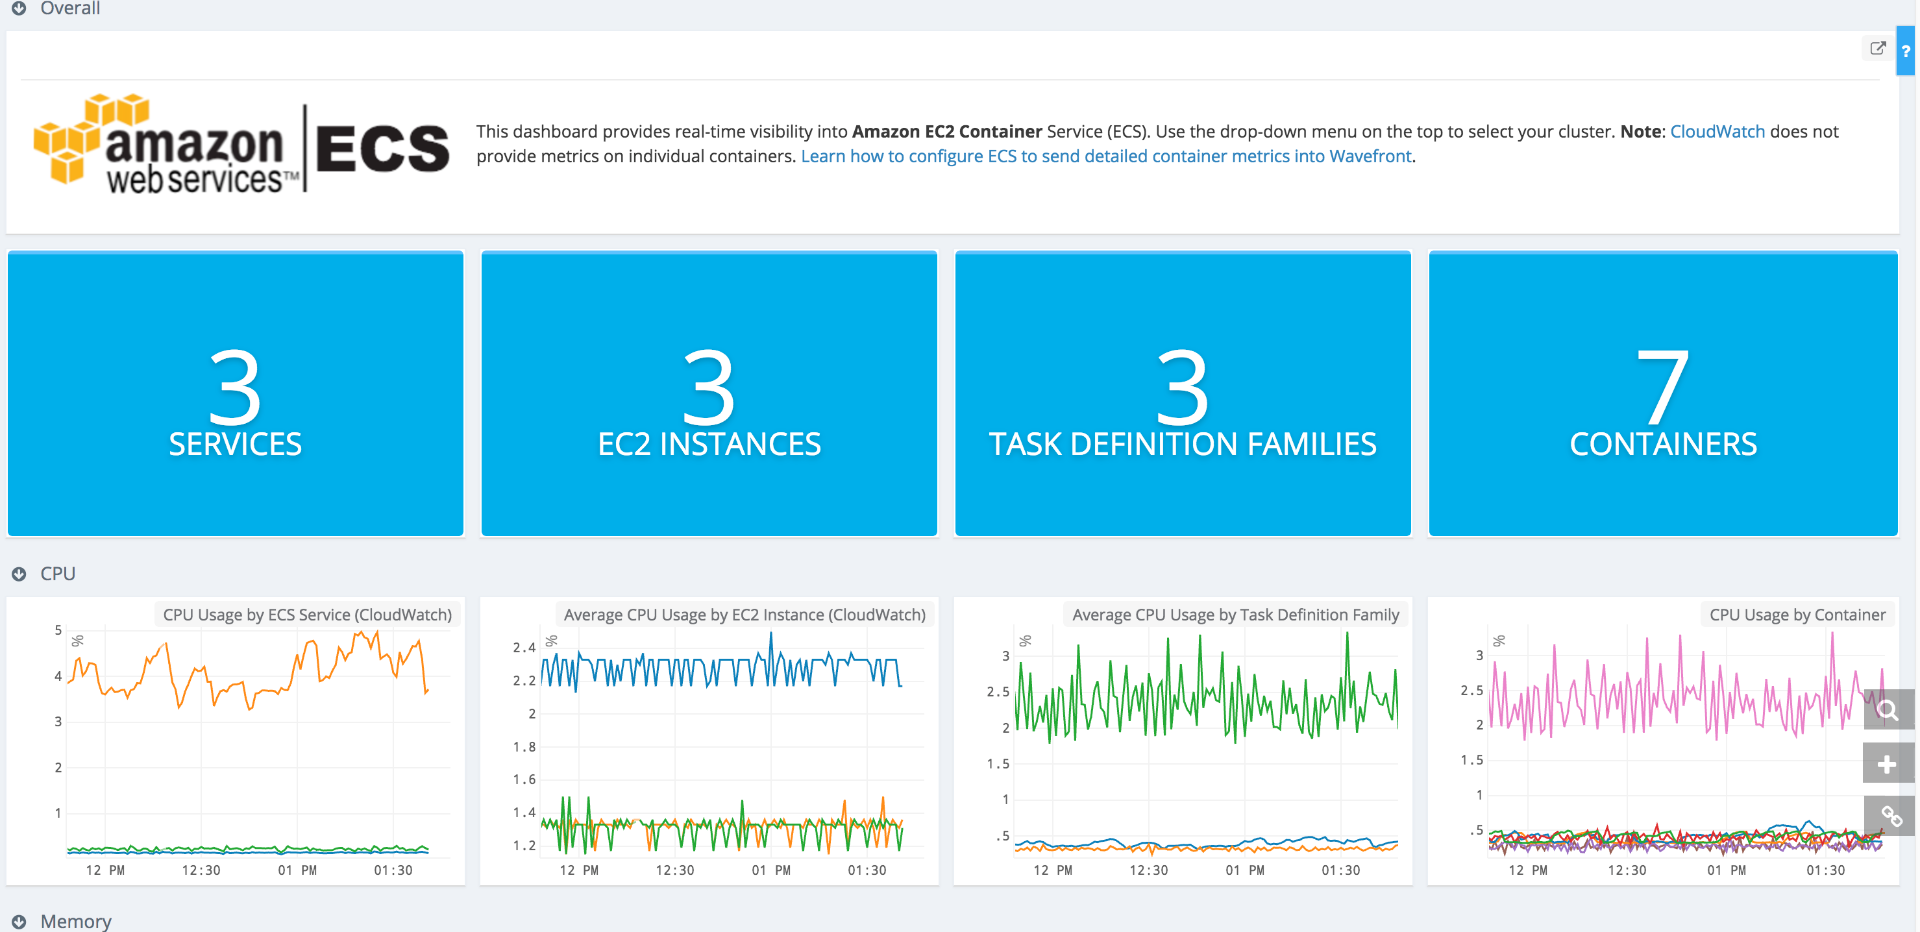 Overall
?
amazon
web services™
ECS
This dashboard provides real-time visibility into Amazon EC2 Container Service (ECS). Use the drop-down menu on the top to select your cluster. Note: CloudWatch does not
provide metrics on individual containers. Learn how to configure ECS to send detailed container metrics into Wavefront.
3
SERVICES
3
EC2 INSTANCES
3
TASK DEFINITION FAMILIES
7
CONTAINERS
CPU
CPU Usage by ECS Service (CloudWatch)
%
5
4
3
2
1
12 PM 12:30 01 PM 01:30
Average CPU Usage by EC2 Instance (CloudWatch)
%
2.4
2.2
2
1.8
1.6
1.4
1.2
12 PM 12:30 01 PM 01:30
Average CPU Usage by Task Definition Family
%
3
2.5
2
1.5
1
.5
12 PM 12:30 01 PM 01:30
CPU Usage by Container
%
3
2.5
2
1.5
1
.5
12 PM 12:30 01 PM 01:30
Memory